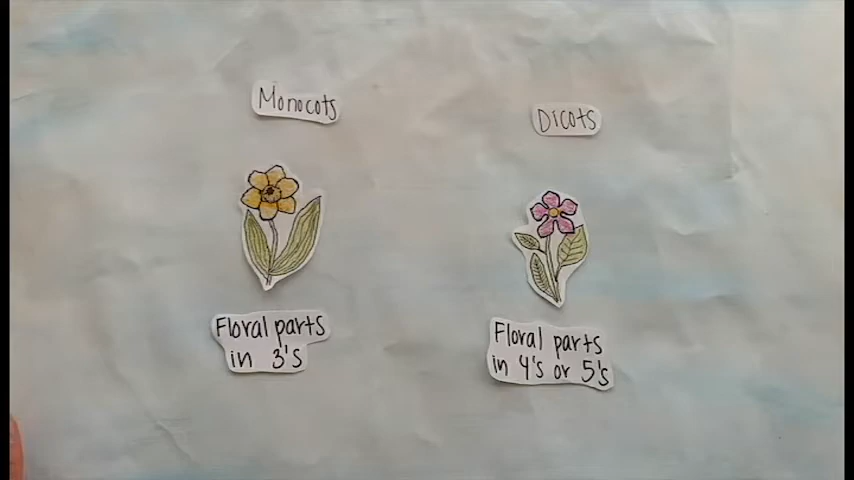 Monocots
Dicots
Floral parts
in 3's
Floral parts
in 4's or 5's